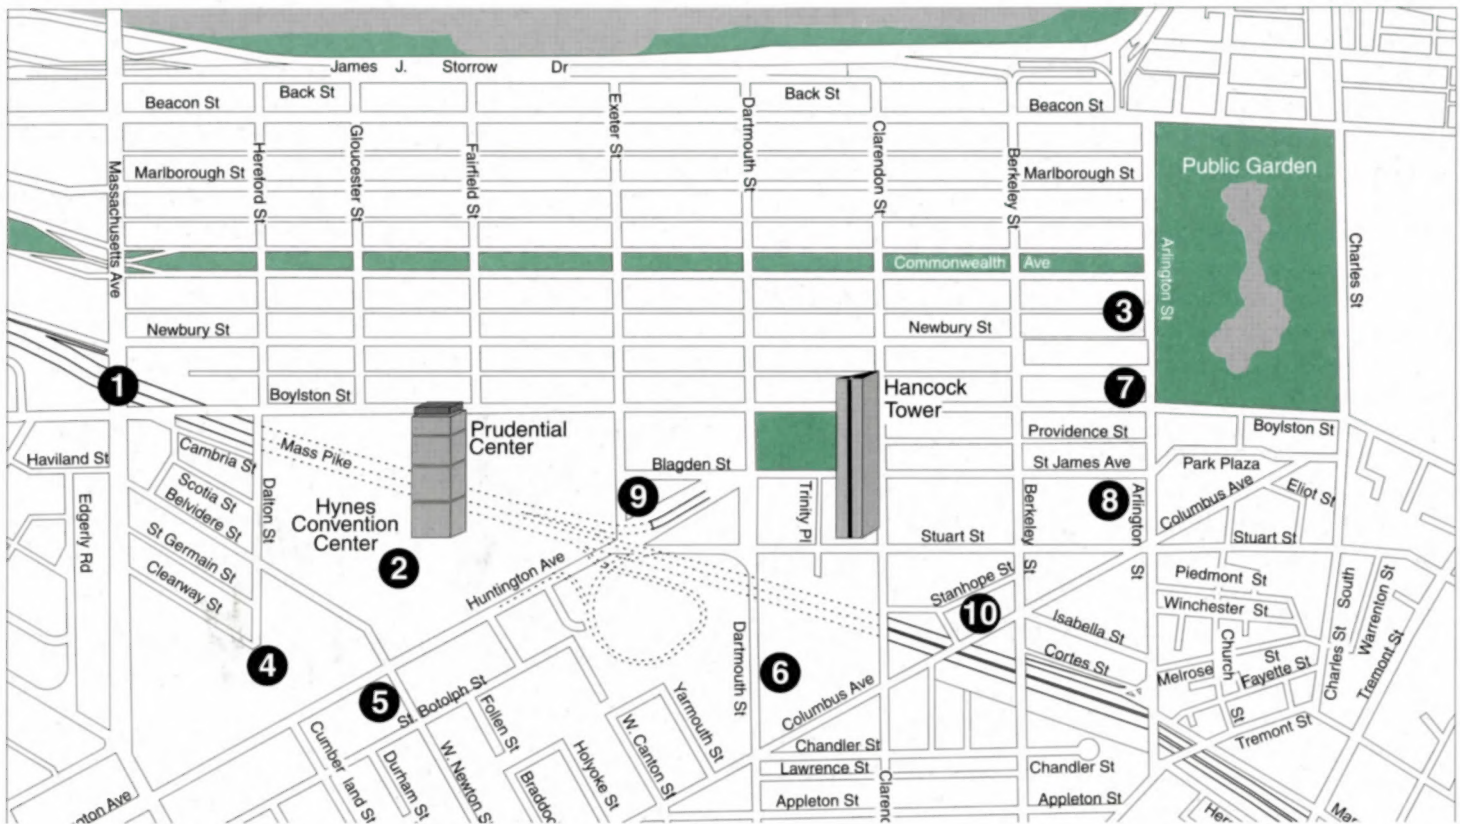 James J. Storrow Dr
Back St
Back St
Beacon St
Beacon St
Exeter St
Dartmouth St
Clarendon St
Gloucester St
Hereford St
Fairfield St
Berkeley St
Massachusetts Ave
Marlborough St
Marlborough St
Public Garden
Commonwealth Ave
Arlington St
Charles St
3
Newbury St
Newbury St
1
Boylston St
7
Hancock
Tower
Prudential
Center
Providence St
Boylston St
Haviland St
Cambria St
Mass Pike
Blagden St
St James Ave
Park Plaza
Columbus Ave
Eliot St
Scotia St
Belvidere St
Dalton St
Hynes
Convention
Center
9
Trinity Pl
8
Berkeley St
Arlington St
Edgerly Rd
St Germain St
Stuart St
Stuart St
2
Huntington Ave
Clearway St
Stanhope St
Piedmont St
Winchester St
10
Isabella St
Cortes St
Church St
Charles St South
Warrenton St
Tremont St
4
Dartmouth St
6
Melrose St
Fayette St
5
St. Botolph St
Columbus Ave
Yarmouth St
Follen St
W. Canton St
Cumber land St
Durham St
W. Newton St
Holyoke St
Tremont St
Chandler St
Lawrence St
Chandler St
Appleton St
Appleton St